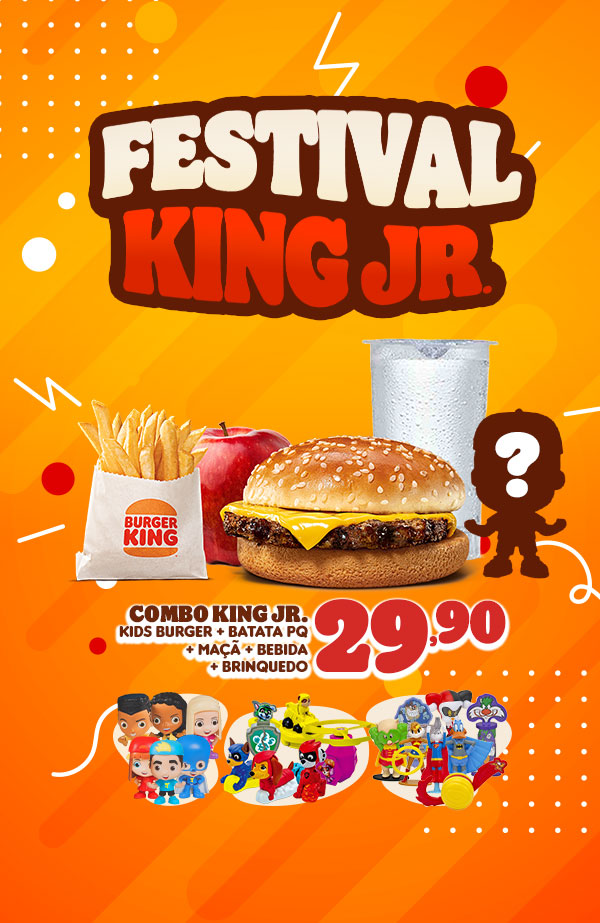 FESTIVAL
KING JR.
?
BURGER
KING
COMBO KING JR.
KIDS BURGER + BATATA PQ
+ MAÇÃ + BEBIDA
+ BRINQUEDO
29,90